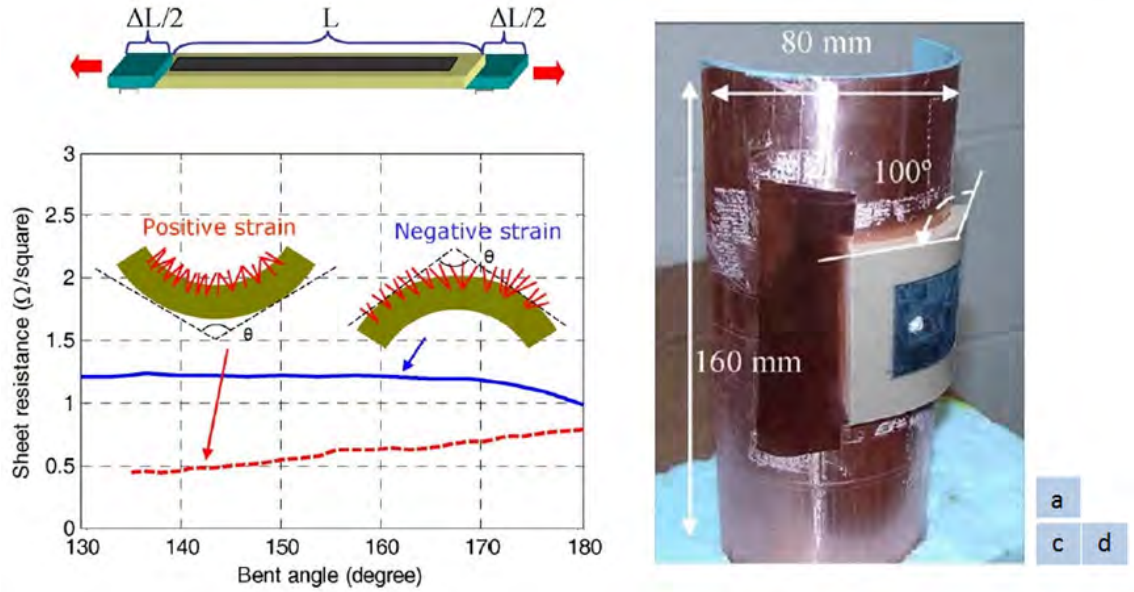 ΔL/2
L
ΔL/2
Sheet resistance (Ω/square)
3
2.5
2
1.5
1
0.5
0
130
140
150
160
170
180
Bent angle (degree)
Positive strain
θ
Negative strain
θ
80 mm
100°
160 mm
a
c d